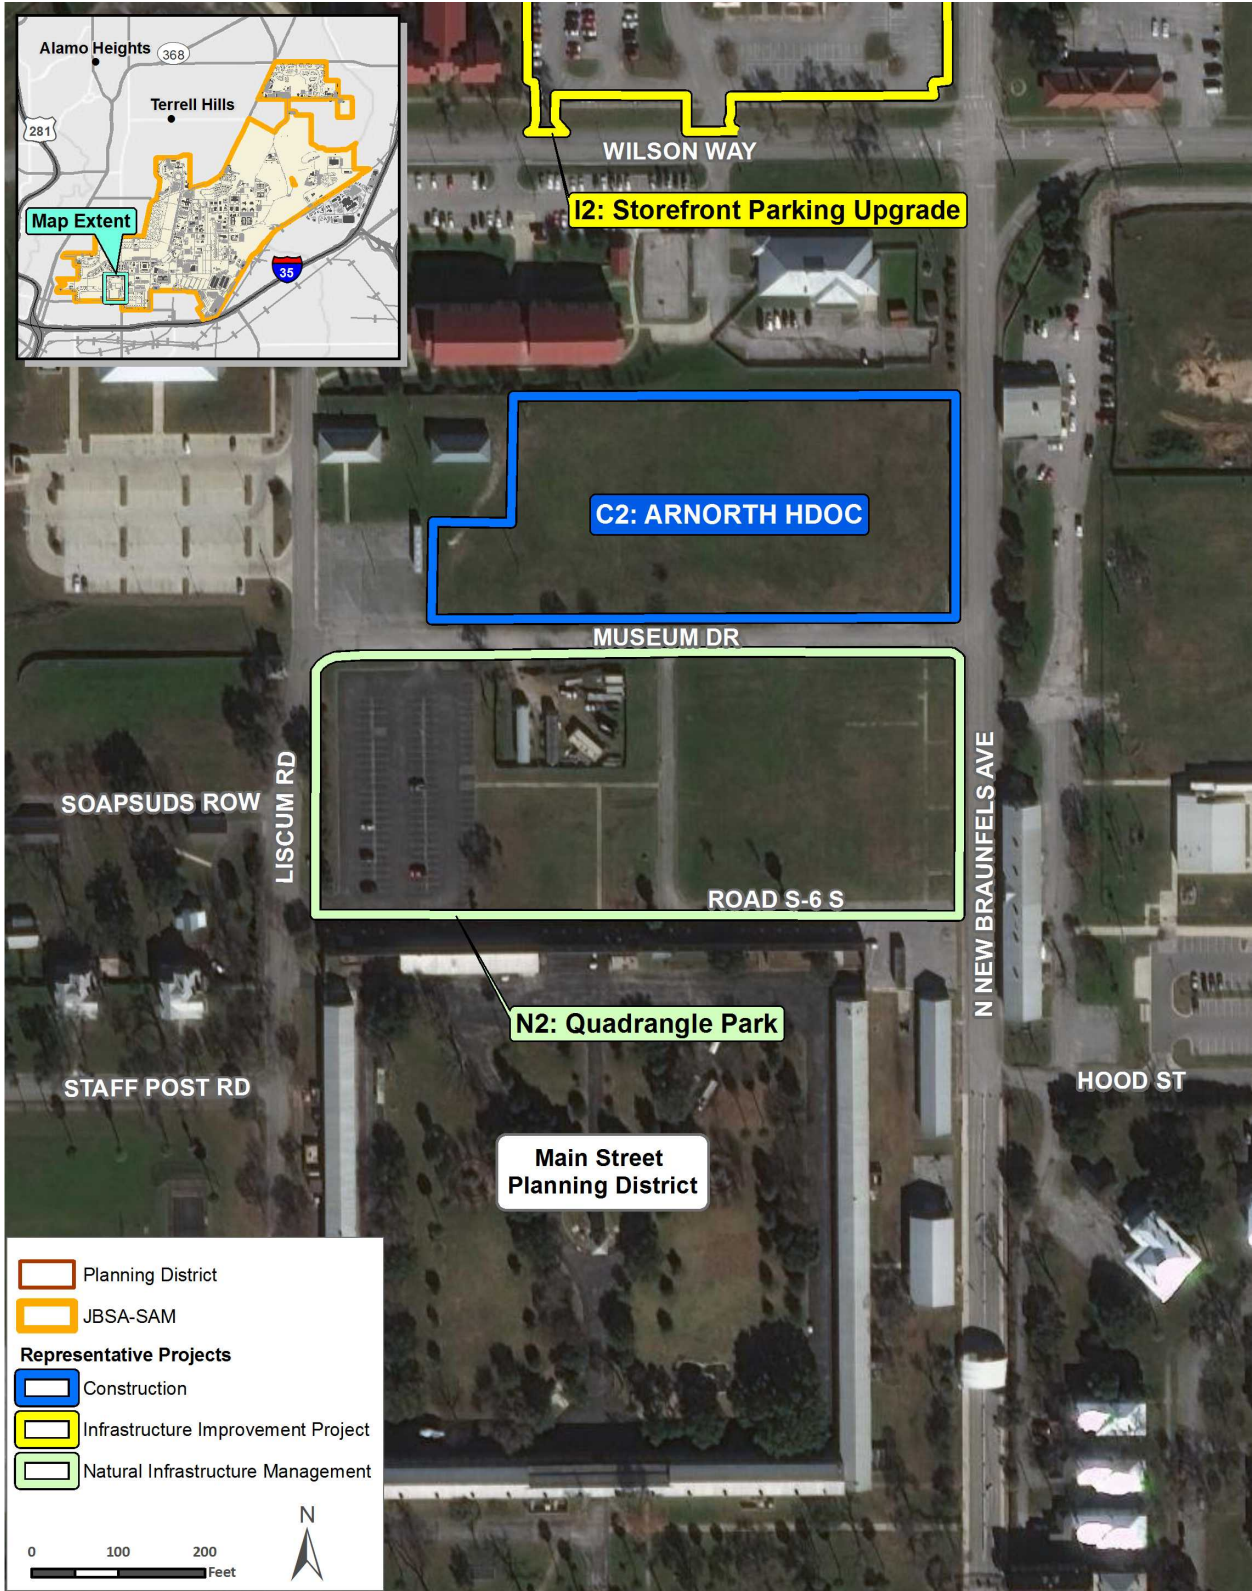 Alamo Heights
368
Terrell Hills
281
Map Extent
35
WILSON WAY
I2: Storefront Parking Upgrade
C2: ARNORTH HDOC
MUSEUM DR
SOAPSUDS ROW
LISCUM RD
N NEW BRAUNFELS AVE
ROAD S-6 S
N2: Quadrangle Park
STAFF POST RD
HOOD ST
Main Street
Planning District
Planning District
JBSA-SAM
Representative Projects
Construction
Infrastructure Improvement Project
Natural Infrastructure Management
N
0 100 200
Feet